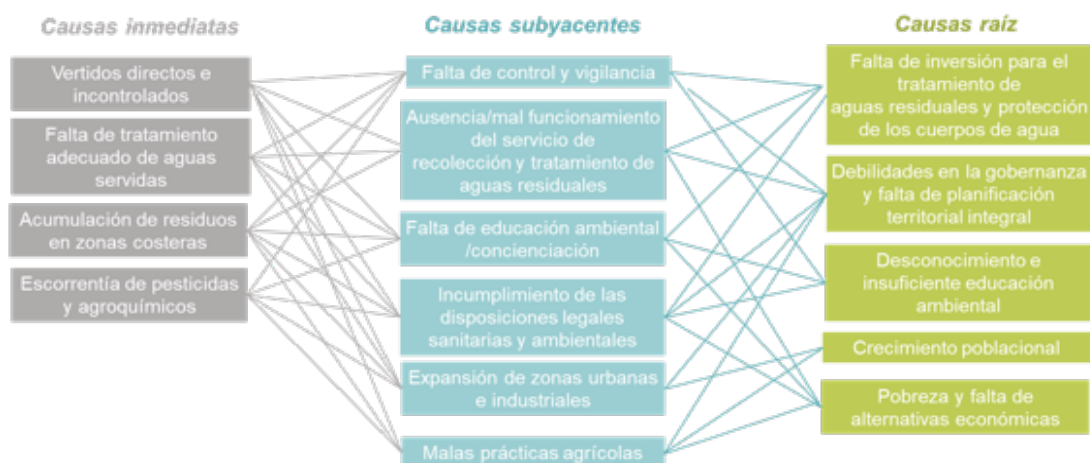 Causas inmediatas
Vertidos directos e
incontrolados
Falta de tratamiento
adecuado de aguas
servidas
Acumulación de residuos
en zonas costeras
Escorrentía de pesticidas
y agroquímicos
Causas subyacentes
Falta de control y vigilancia
Ausencia/mal funcionamiento
del servicio de
recolección y tratamiento de
aguas residuales
Falta de educación ambiental
/concienciación
Incumplimiento de las
disposiciones legales
sanitarias y ambientales
Expansión de zonas urbanas
e industriales
Malas prácticas agrícolas
Causas raíz
Falta de inversión para el
tratamiento de
aguas residuales y protección
de los cuerpos de agua
Debilidades en la gobernanza
y falta de planificación
territorial integral
Desconocimiento e
insuficiente educación
ambiental
Crecimiento poblacional
Pobreza y falta de
alternativas económicas